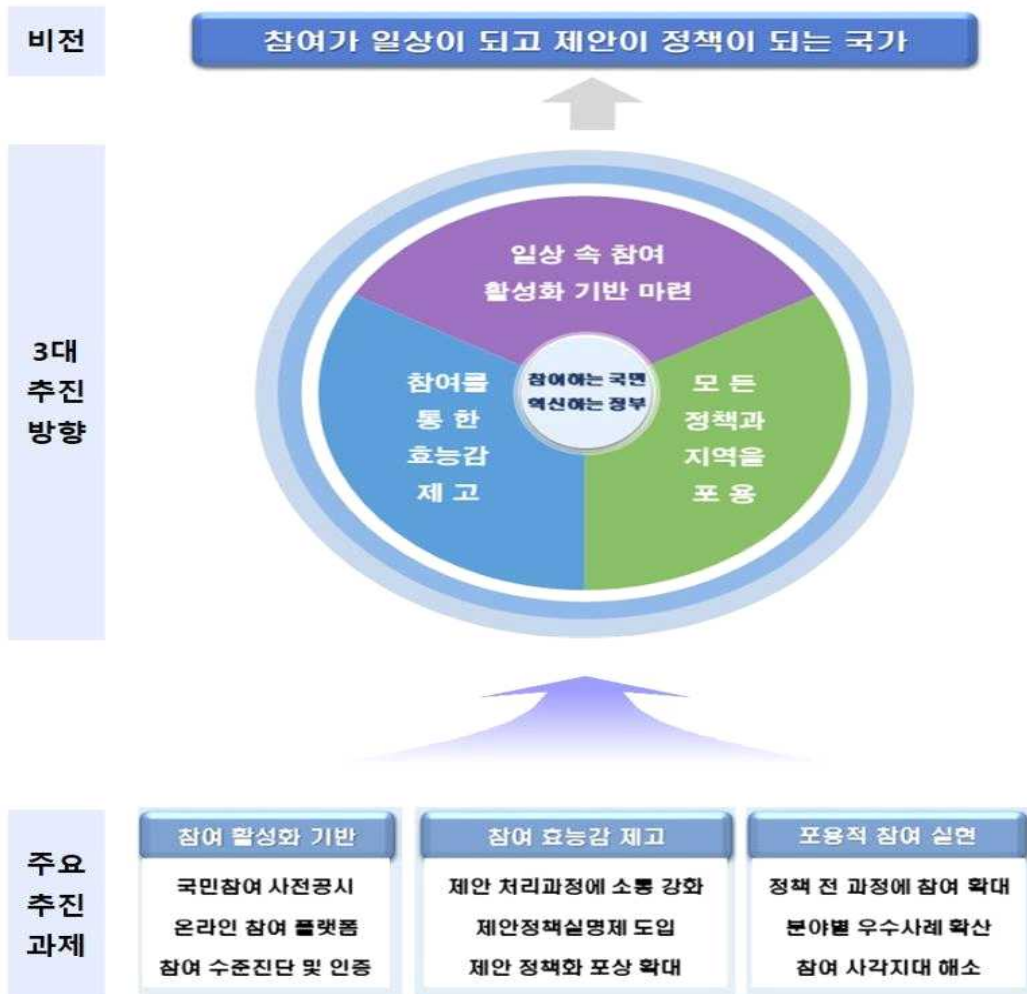 비전
참여가 일상이 되고 제안이 정책이 되는 국가
3대
추진
방향
일상 속 참여
활성화 기반 마련
참여를
통 한
효능감
제 고
참여하는 국민
혁신하는 정부
모 든
정책과
지역을
포 용
주요
추진
과제
참여 활성화 기반
국민참여 사전공시
온라인 참여 플랫폼
참여 수준진단 및 인증
참여 효능감 제고
제안 처리과정에 소통 강화
제안정책실명제 도입
제안 정책화 포상 확대
포용적 참여 실현
정책 전 과정에 참여 확대
분야별 우수사례 확산
참여 사각지대 해소